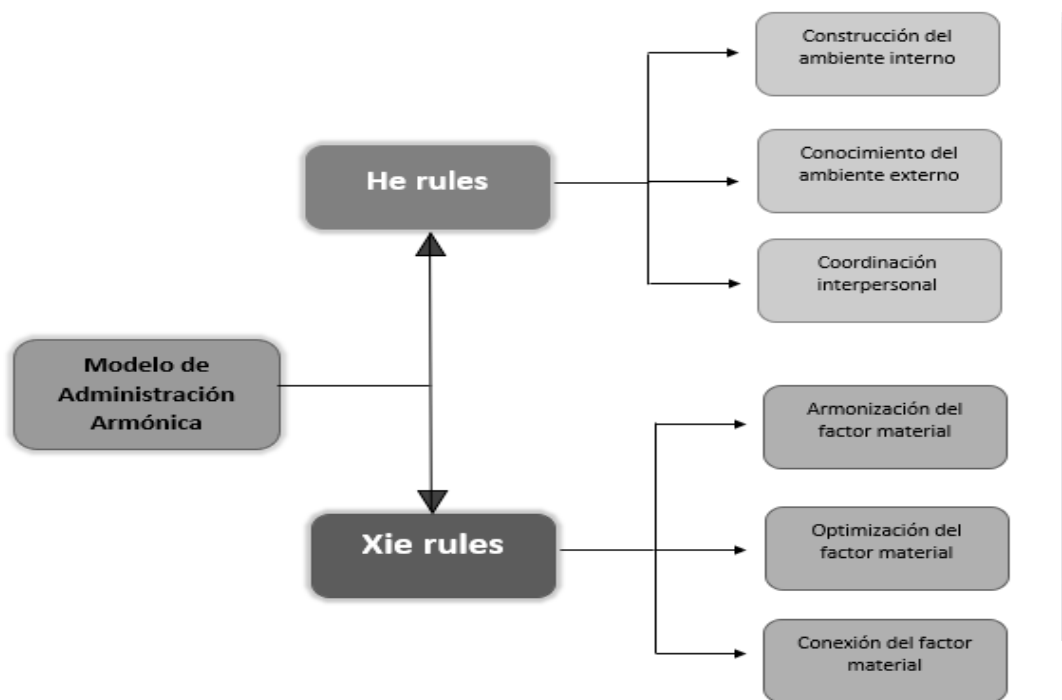 Construcción del
ambiente interno
He rules
Conocimiento del
ambiente externo
Coordinación
interpersonal
Modelo de
Administración
Armónica
Armonización del
factor material
Xie rules
Optimización del
factor material
Conexión del factor
material